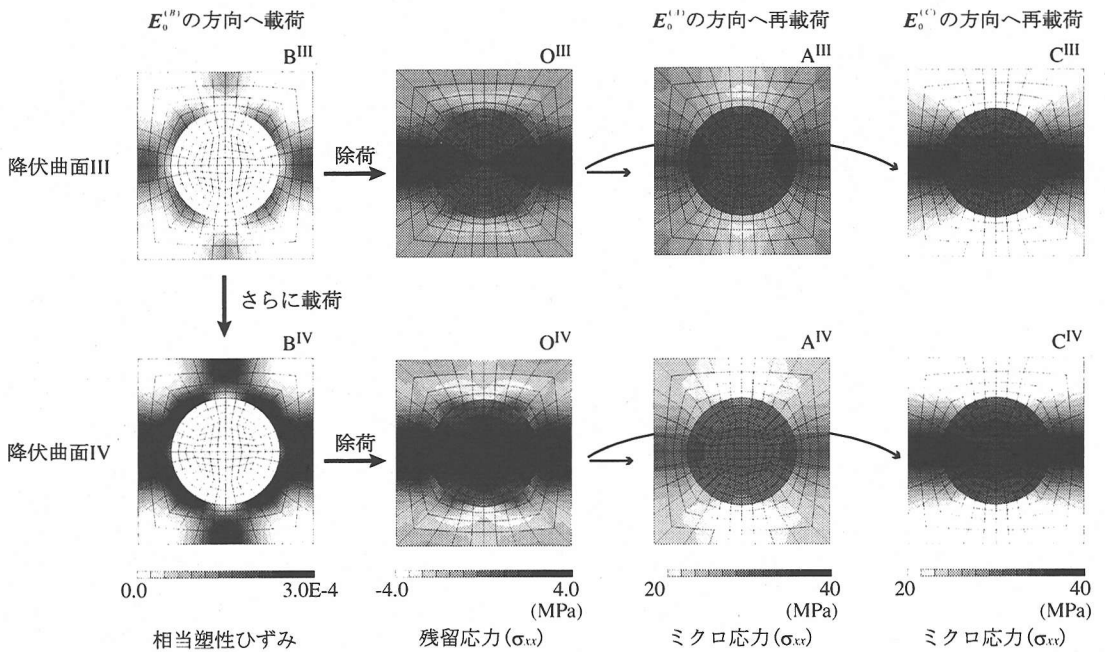 E₀⁽ᴮ⁾の方向へ載荷
E₀⁽ᴬ⁾の方向へ再載荷
E₀⁽ꟲ⁾の方向へ再載荷
Bᴵᴵᴵ
Oᴵᴵᴵ
Aᴵᴵᴵ
Cᴵᴵᴵ
降伏曲面III
除荷
さらに載荷
Bᴵⱽ
Oᴵⱽ
Aᴵⱽ
Cᴵⱽ
降伏曲面IV
除荷
0.0 3.0E-4
-4.0 4.0
20 40
20 40
(MPa)
(MPa)
(MPa)
相当塑性ひずみ
残留応力(σxx)
ミクロ応力(σxx)
ミクロ応力(σxx)